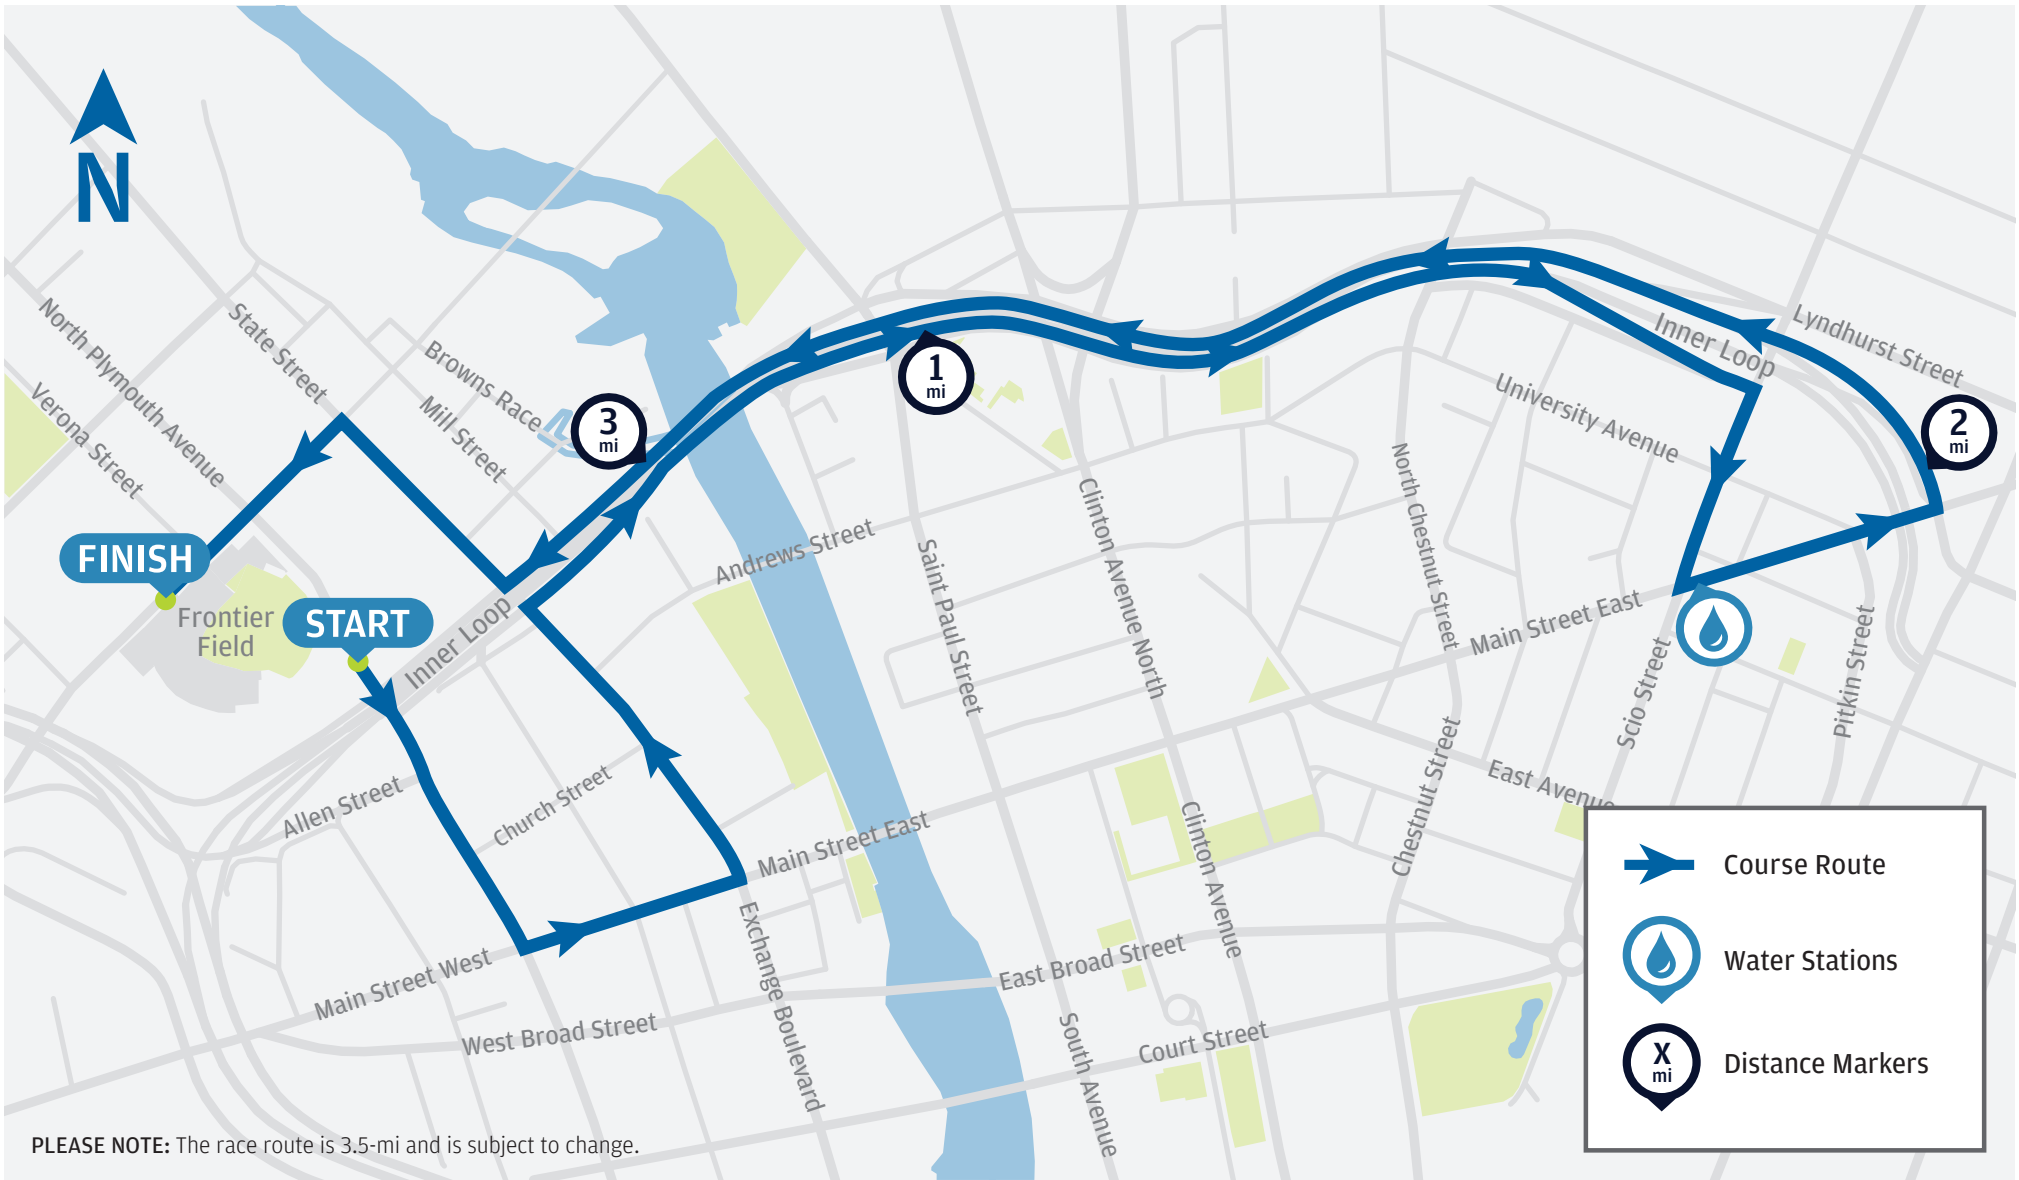 N
Lyndhurst Street
Inner Loop
North Plymouth Avenue
State Street
Browns Race
1
mi
University Avenue
Verona Street
Mill Street
3
mi
2
mi
North Chestnut Street
Clinton Avenue North
Andrews Street
Saint Paul Street
FINISH
START
Frontier
Field
Inner Loop
Main Street East
Scio Street
Pitkin Street
Allen Street
Church Street
Main Street East
Chestnut Street
East Avenue
Clinton Avenue
Main Street West
Exchange Boulevard
East Broad Street
West Broad Street
South Avenue
Court Street
Course Route
Water Stations
X
mi
Distance Markers
PLEASE NOTE: The race route is 3.5-mi and is subject to change.